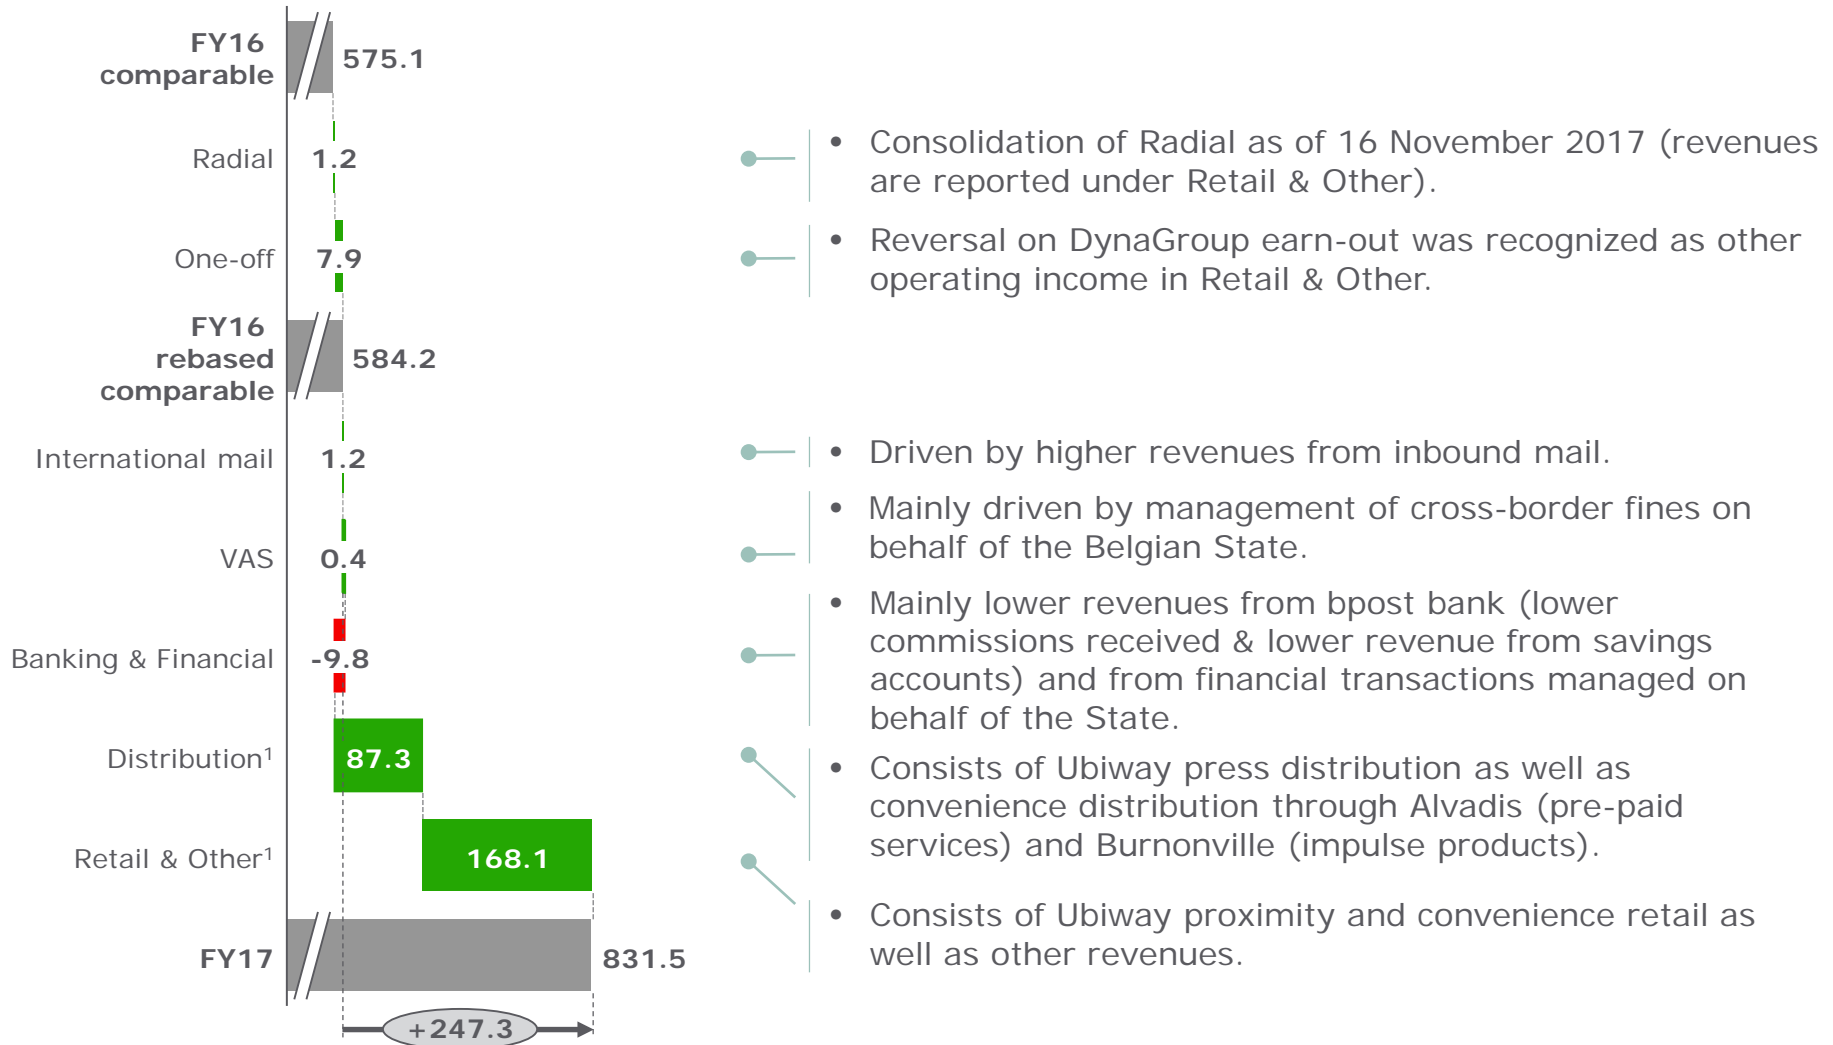 FY16
comparable
575.1
Radial
1.2
• Consolidation of Radial as of 16 November 2017 (revenues
are reported under Retail & Other).
One-off
7.9
• Reversal on DynaGroup earn-out was recognized as other
operating income in Retail & Other.
FY16
rebased
comparable
584.2
International mail
1.2
• Driven by higher revenues from inbound mail.
VAS
0.4
• Mainly driven by management of cross-border fines on
behalf of the Belgian State.
Banking & Financial
-9.8
• Mainly lower revenues from bpost bank (lower
commissions received & lower revenue from savings
accounts) and from financial transactions managed on
behalf of the State.
Distribution¹
87.3
• Consists of Ubiway press distribution as well as
convenience distribution through Alvadis (pre-paid
services) and Burnonville (impulse products).
Retail & Other¹
168.1
• Consists of Ubiway proximity and convenience retail as
well as other revenues.
FY17
831.5
+247.3